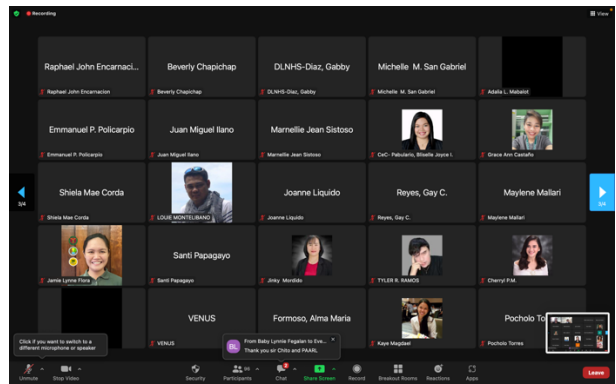 Recording
View
Raphael John Encarnaci...
Beverly Chapichap
DLNHS-Diaz, Gabby
Michelle M. San Gabriel
Raphael John Encarnacion
Beverly Chapichap
DLNHS-Diaz, Gabby
Michelle M. San Gabriel
Adalia L. Mabalot
Emmanuel P. Policarpio
Juan Miguel Ilano
Marnellie Jean Sistoso
Emmanuel P. Policarpio
Juan Miguel Ilano
Marnellie Jean Sistoso
CeC- Pabulario, Bliselle Joyce I.
Grace Ann Castaño
Shiela Mae Corda
Joanne Liquido
Reyes, Gay C.
Maylene Mallari
3/4
3/4
Shiela Mae Corda
LOUIE MONTELIBANO
Joanne Liquido
Reyes, Gay C.
Maylene Mallari
Santi Papagayo
Jamie Lynne Flora
Santi Papagayo
Jinky Mordido
TYLER R. RAMOS
Cherryl P.M.
VENUS
Formoso, Alma Maria
Pocholo To
Click if you want to switch to a
different microphone or speaker
VENUS
BL
From Baby Lynnie Fegalan to Eve...
Thank you sir Chito and PAARL
Kaye Magdael
Pocholo Torres
Unmute
Stop Video
Security
Participants
Chat
Share Screen
Record
Breakout Rooms
Reactions
Apps
Leave